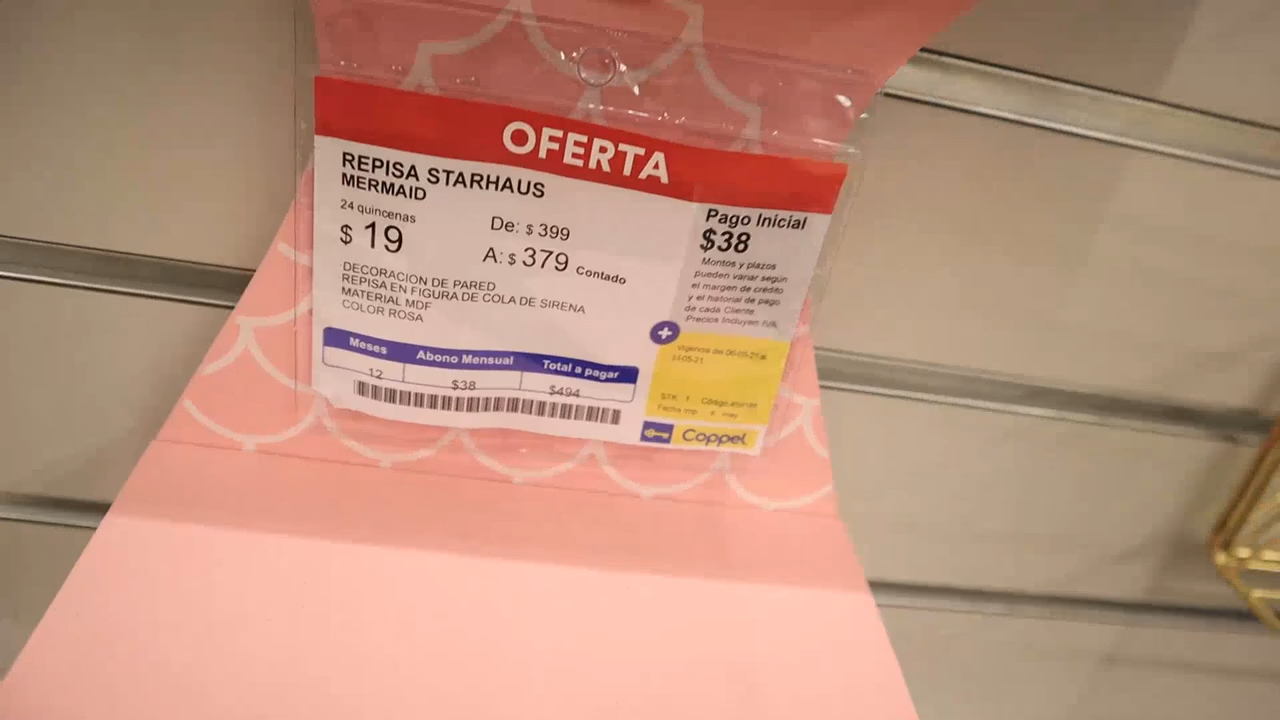 OFERTA
REPISA STARHAUS
MERMAID
24 quincenas
$ 19
De: $ 399
A: $ 379 Contado
DECORACION DE PARED
REPISA EN FIGURA DE COLA DE SIRENA
MATERIAL MDF
COLOR ROSA
Pago Inicial
$38
Montos y plazos
pueden variar según
el margen de crédito
y el historial de pago
de cada Cliente
Precios Incluyen IVA
+
Meses Abono Mensual Total a pagar
12 $38 $494
Coppel